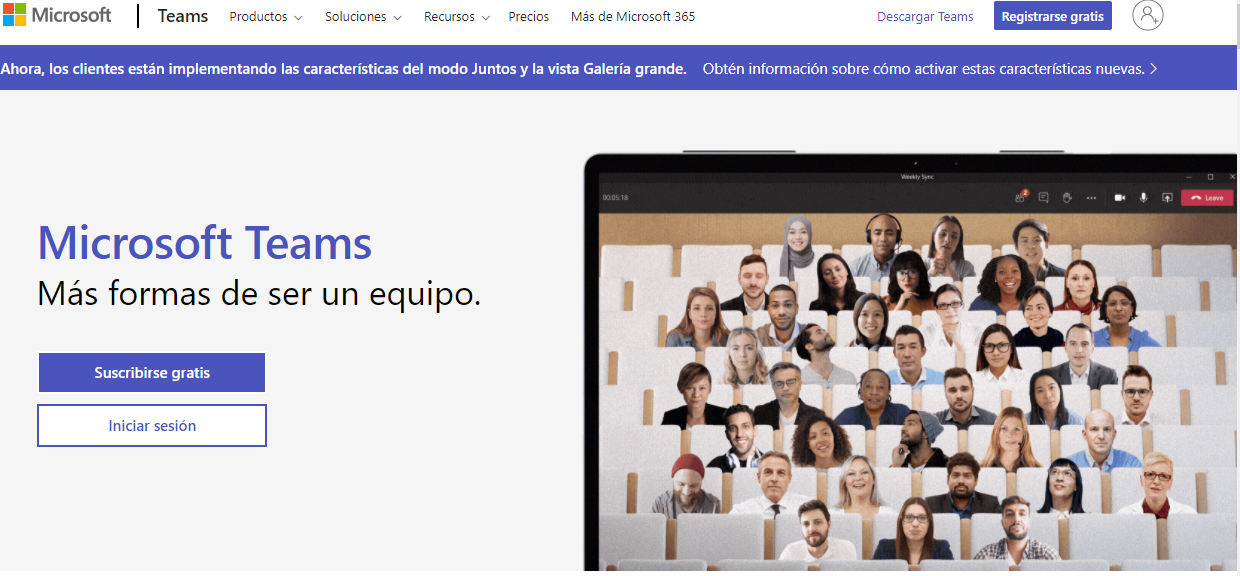 Microsoft Teams Productos Soluciones Recursos Precios Más de Microsoft 365 Descargar Teams Registrarse gratis
Ahora, los clientes están implementando las características del modo Juntos y la vista Galería grande. Obtén información sobre cómo activar estas características nuevas.
Weekly Sync
00:05:18 2 Leave
Microsoft Teams
Más formas de ser un equipo.
Suscribirse gratis
Iniciar sesión